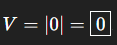 V = |0| = 0